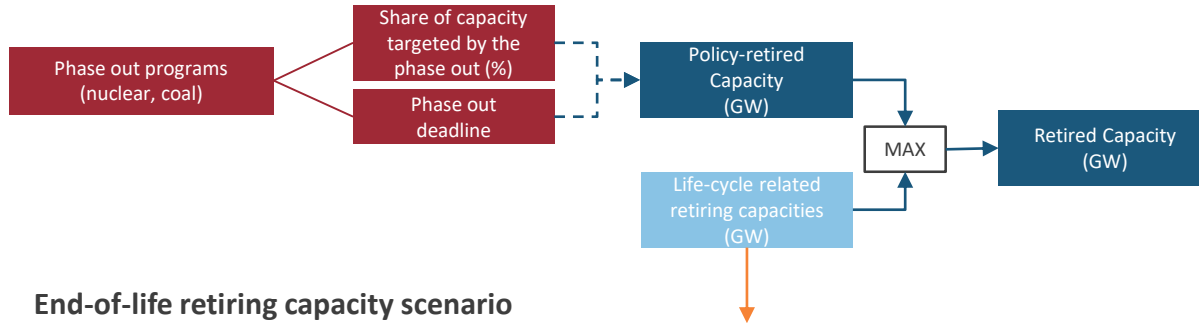 Phase out programs
(nuclear, coal)
Share of capacity
targeted by the
phase out (%)
Phase out
deadline
Policy-retired
Capacity
(GW)
Life-cycle related
retiring capacities
(GW)
MAX
Retired Capacity
(GW)
End-of-life retiring capacity scenario